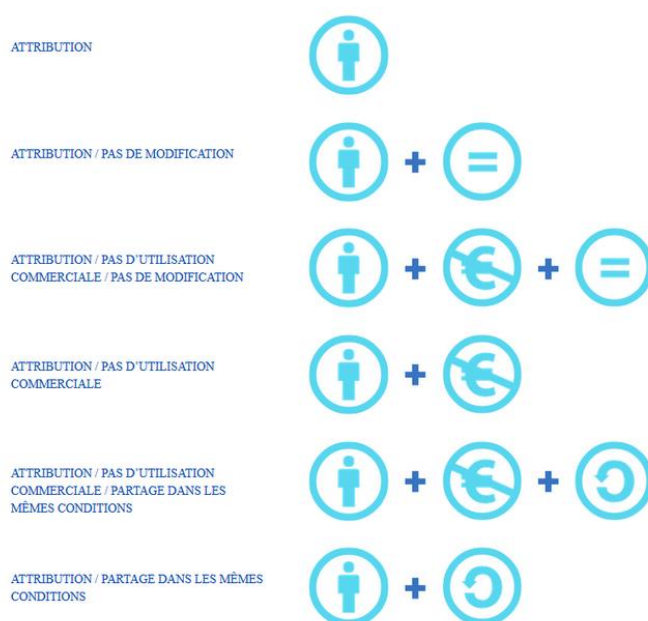 ATTRIBUTION
ATTRIBUTION / PAS DE MODIFICATION
ATTRIBUTION / PAS D'UTILISATION
COMMERCIALE / PAS DE MODIFICATION
ATTRIBUTION / PAS D'UTILISATION
COMMERCIALE
ATTRIBUTION / PAS D'UTILISATION
COMMERCIALE / PARTAGE DANS LES
MÊMES CONDITIONS
ATTRIBUTION / PARTAGE DANS LES MÊMES
CONDITIONS